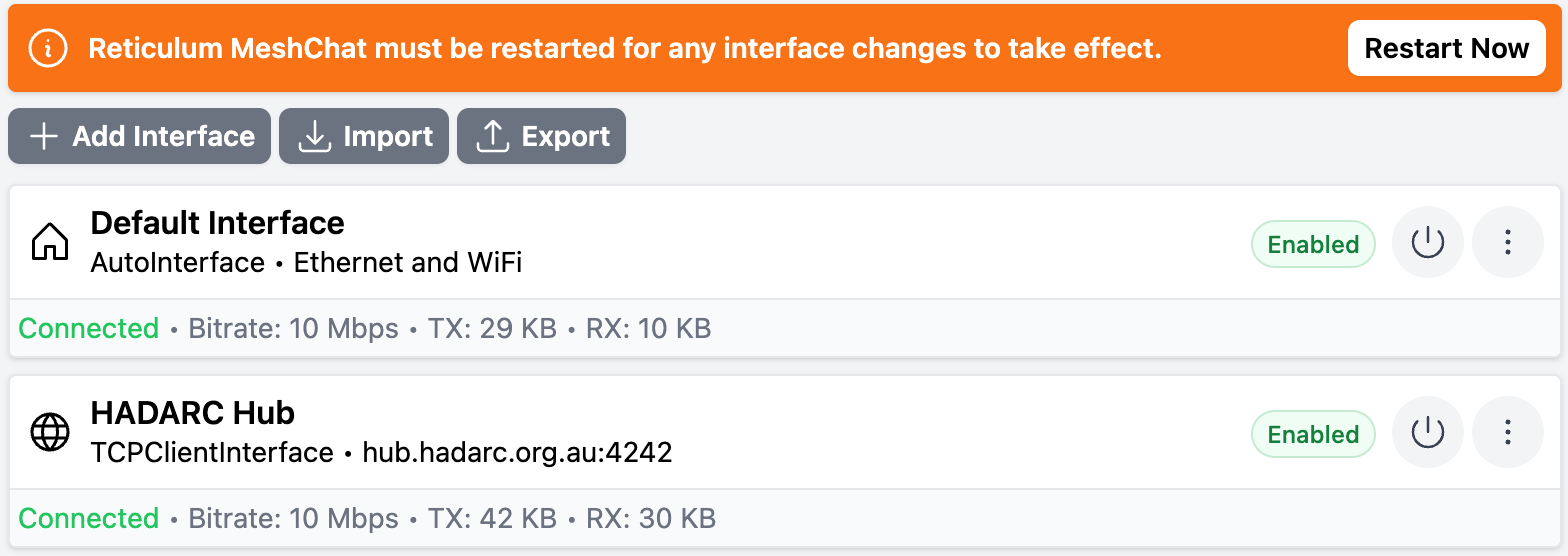 Reticulum MeshChat must be restarted for any interface changes to take effect.
Restart Now
Add Interface
Import
Export
Default Interface
AutoInterface • Ethernet and WiFi
Enabled
Connected • Bitrate: 10 Mbps • TX: 29 KB • RX: 10 KB
HADARC Hub
TCPClientInterface • hub.hadarc.org.au:4242
Enabled
Connected • Bitrate: 10 Mbps • TX: 42 KB • RX: 30 KB